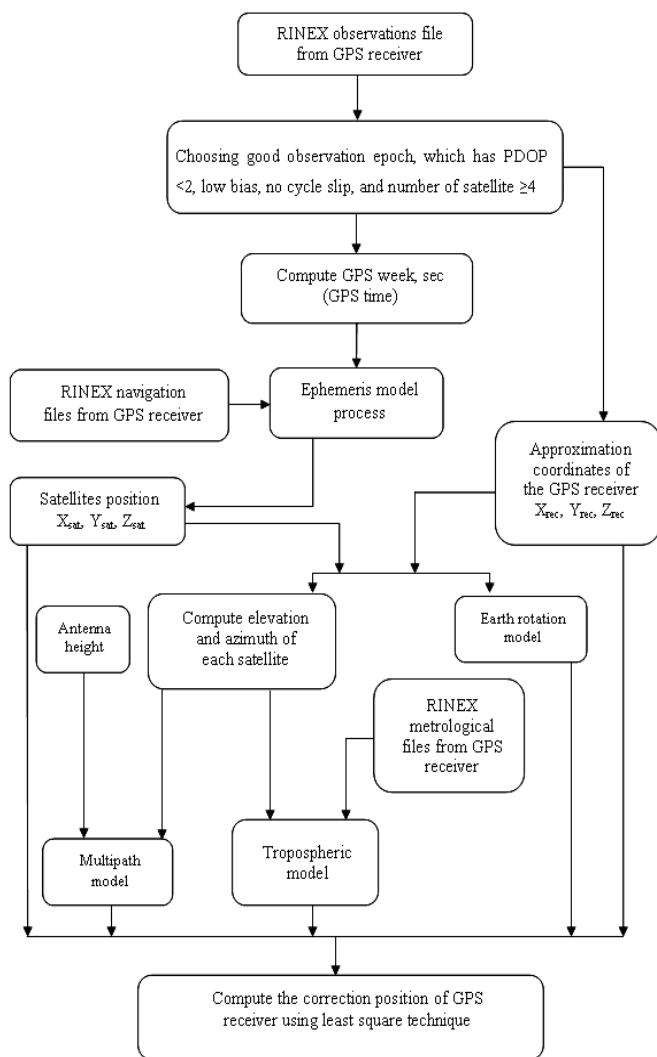 RINEX observations file
from GPS receiver
Choosing good observation epoch, which has PDOP
<2, low bias, no cycle slip, and number of satellite ≥4
Compute GPS week, sec
(GPS time)
RINEX navigation
files from GPS receiver
Ephemeris model
process
Approximation
coordinates of
the GPS receiver
Xrec, Yrec, Zrec
Satellites position
Xsat, Ysat, Zsat
Antenna
height
Compute elevation
and azimuth of
each satellite
Earth rotation
model
RINEX
metrological
files from GPS
receiver
Multipath
model
Tropospheric
model
Compute the correction position of GPS
receiver using least square technique